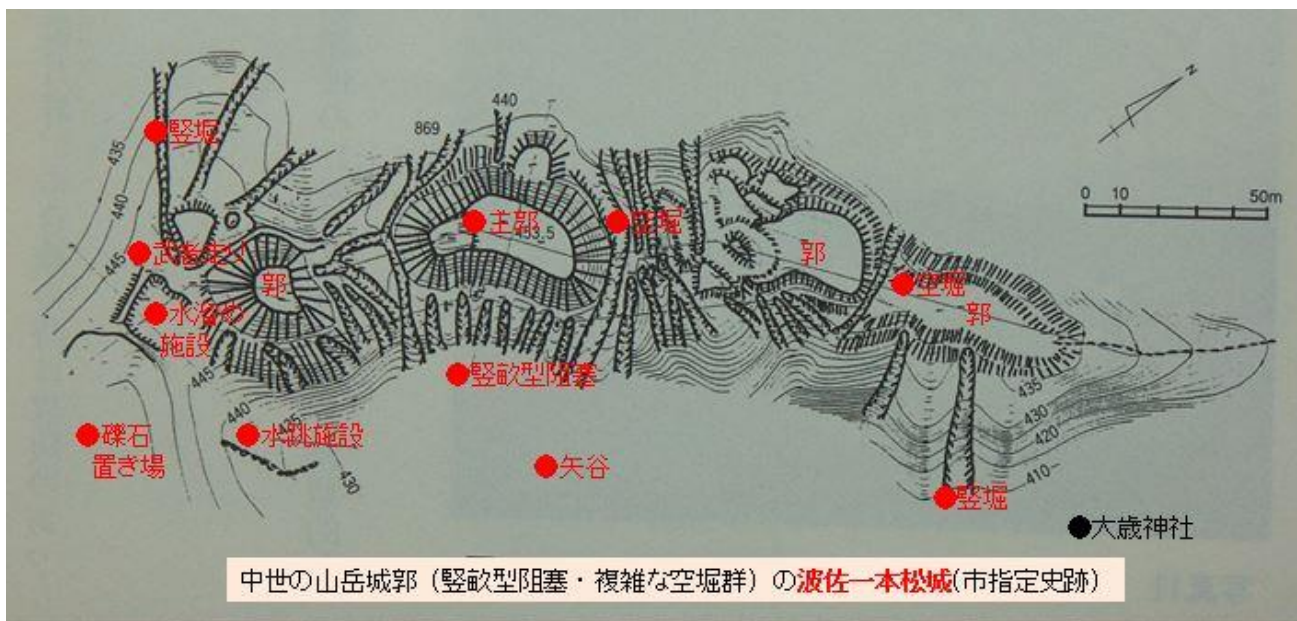 440
869
竪堀
435
N
440
0 10 50m
主郭
空堀
453.5
武者走り
445
郭
郭
空堀
水溜め
施設
郭
445
竪畝型阻塞
435
440
430
礫石
置き場
水跳施設
435
420
430
矢谷
410
竪堀
大歳神社
中世の山岳城郭（竪畝型阻塞・複雑な空堀群）の波佐一本松城（市指定史跡）